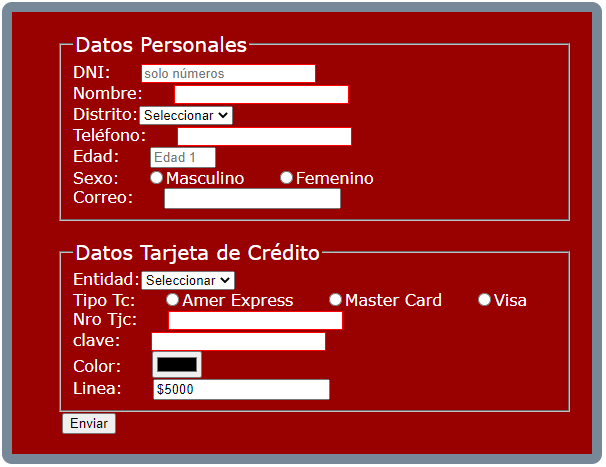 Datos Personales
DNI: solo números
Nombre:
Distrito: Seleccionar
Teléfono:
Edad: Edad 1
Sexo: Masculino Femenino
Correo:
Datos Tarjeta de Crédito
Entidad: Seleccionar
Tipo Tc: Amer Express Master Card Visa
Nro Tjc:
clave:
Color:
Linea: $5000
Enviar